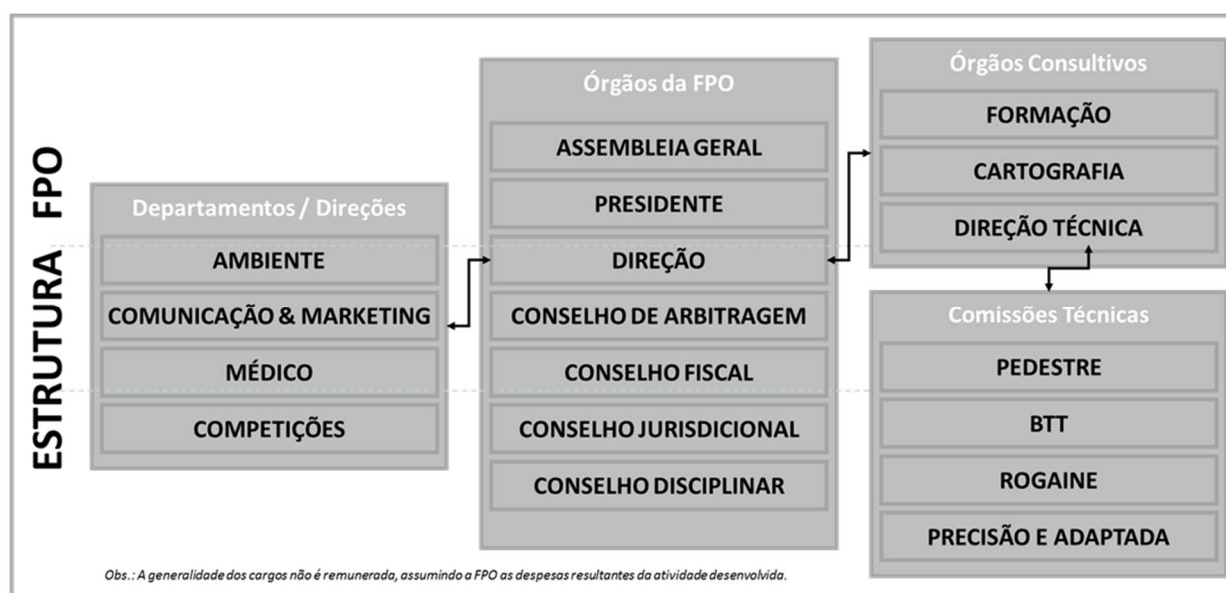 ESTRUTURA FPO
Departamentos / Direções
AMBIENTE
COMUNICAÇÃO & MARKETING
MÉDICO
COMPETIÇÕES
Órgãos da FPO
ASSEMBLEIA GERAL
PRESIDENTE
DIREÇÃO
CONSELHO DE ARBITRAGEM
CONSELHO FISCAL
CONSELHO JURISDICIONAL
CONSELHO DISCIPLINAR
Órgãos Consultivos
FORMAÇÃO
CARTOGRAFIA
DIREÇÃO TÉCNICA
Comissões Técnicas
PEDESTRE
BTT
ROGAINE
PRECISÃO E ADAPTADA
Obs.: A generalidade dos cargos não é remunerada, assumindo a FPO as despesas resultantes da atividade desenvolvida.